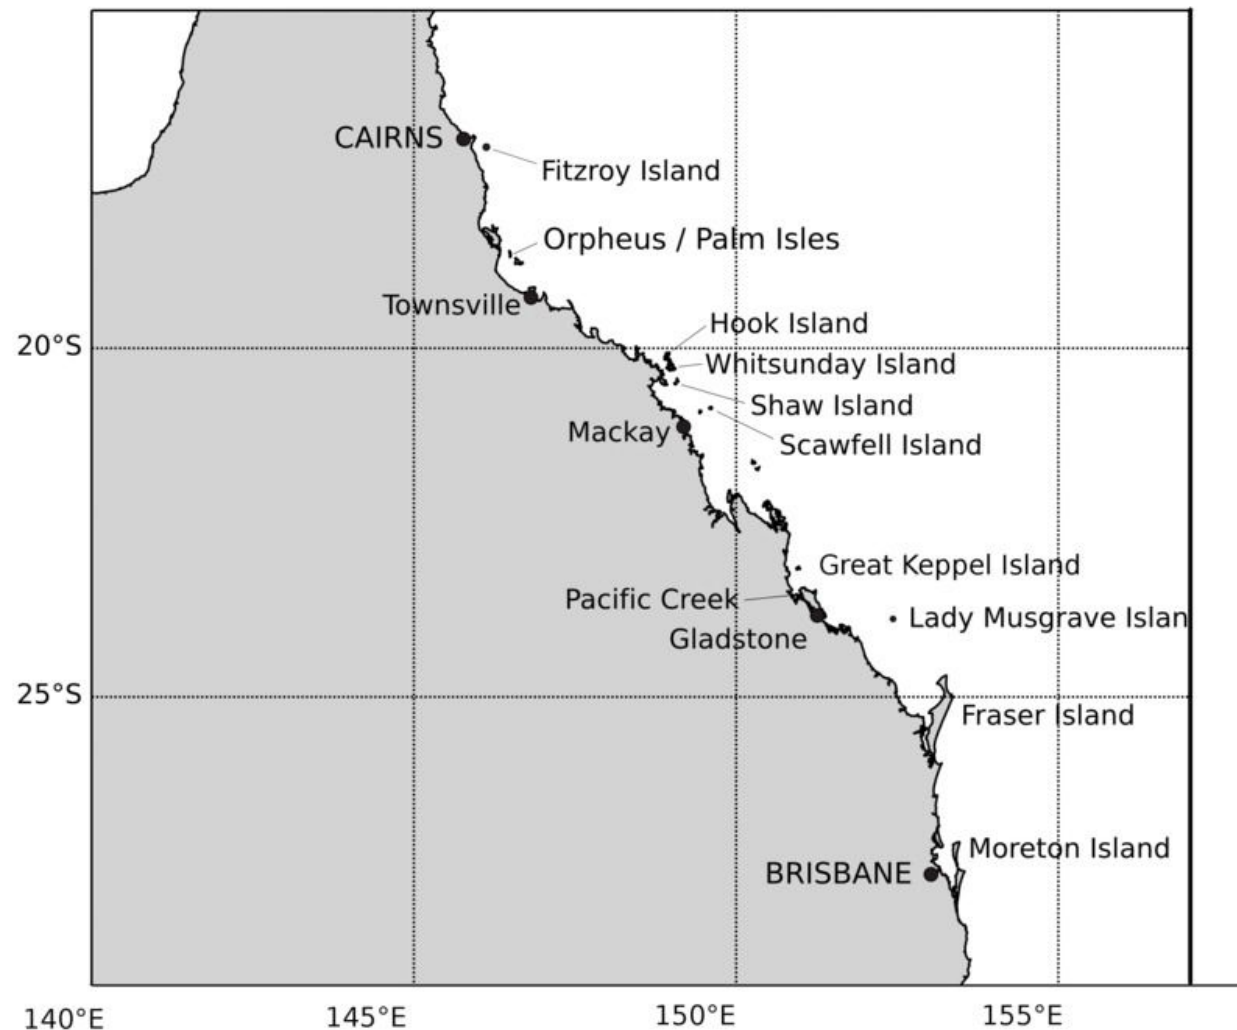 CAIRNS
Fitzroy Island
Orpheus / Palm Isles
Townsville
Hook Island
20°S
Whitsunday Island
Shaw Island
Mackay
Scawfell Island
Great Keppel Island
Pacific Creek
Lady Musgrave Islan
Gladstone
25°S
Fraser Island
Moreton Island
BRISBANE
140°E
145°E
150°E
155°E